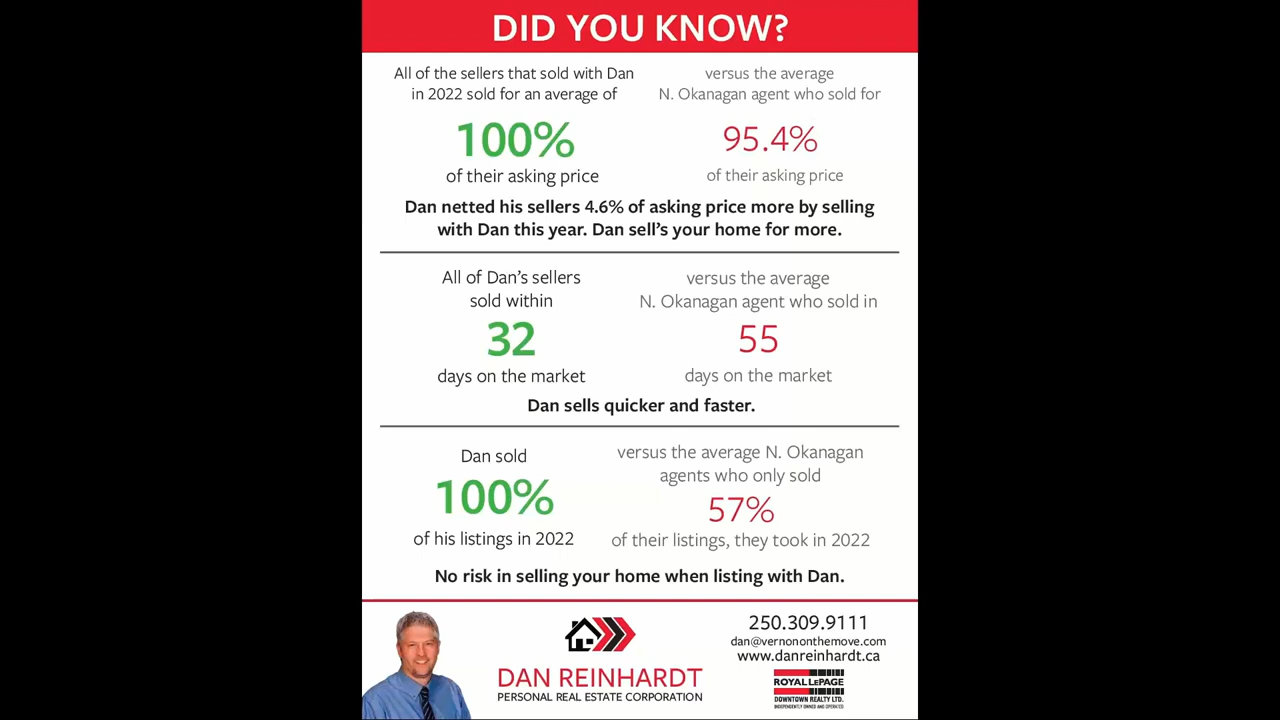 DID YOU KNOW?
All of the sellers that sold with Dan
in 2022 sold for an average of
100%
of their asking price
versus the average
N. Okanagan agent who sold for
95.4%
of their asking price
Dan netted his sellers 4.6% of asking price more by selling
with Dan this year. Dan sell's your home for more.
All of Dan's sellers
sold within
32
days on the market
versus the average
N. Okanagan agent who sold in
55
days on the market
Dan sells quicker and faster.
Dan sold
100%
of his listings in 2022
versus the average N. Okanagan
agents who only sold
57%
of their listings, they took in 2022
No risk in selling your home when listing with Dan.
DAN REINHARDT
PERSONAL REAL ESTATE CORPORATION
250.309.9111
dan@vernononthemove.com
www.danreinhardt.ca
ROYAL LEPAGE
DOWNTOWN REALTY LTD.
INDEPENDENTLY OWNED AND OPERATED